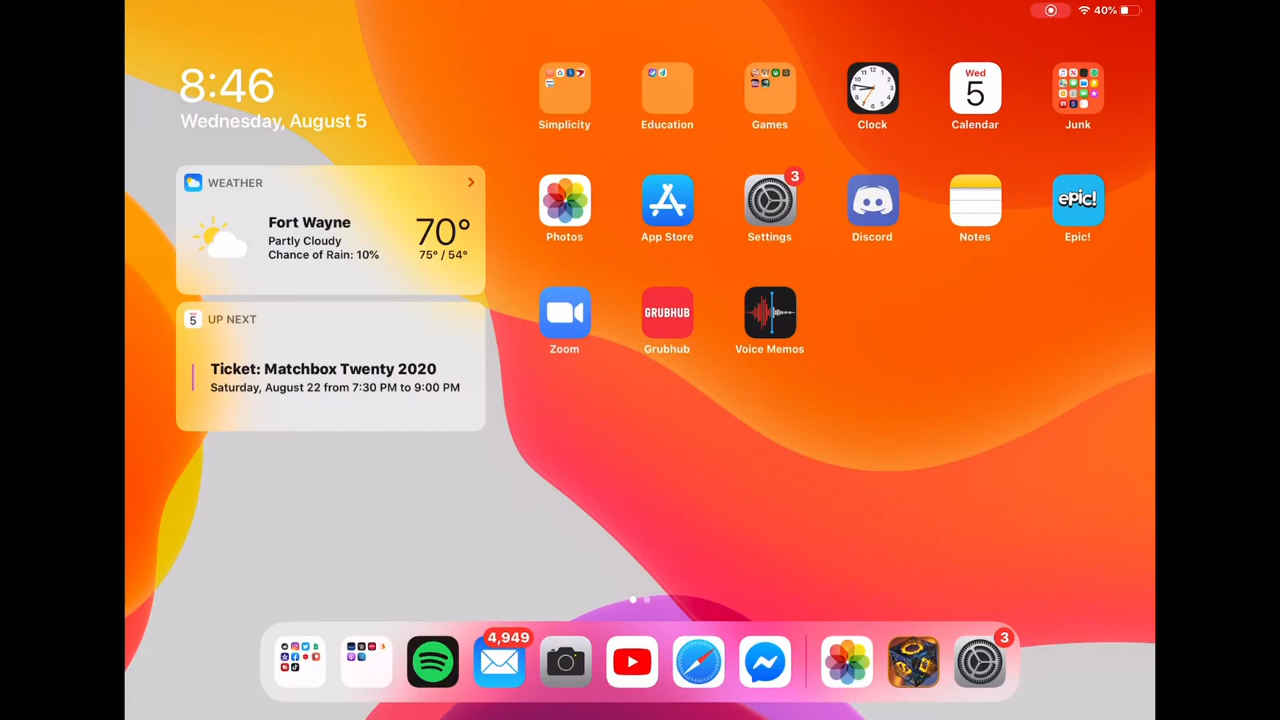 40%
8:46
Wednesday, August 5
WEATHER
Fort Wayne
Partly Cloudy
Chance of Rain: 10%
70°
75° / 54°
5 UP NEXT
Ticket: Matchbox Twenty 2020
Saturday, August 22 from 7:30 PM to 9:00 PM
Simplicity
Education
Games
12
Clock
Wed
5
Calendar
Junk
Photos
App Store
3
Settings
Discord
Notes
epic!
Epic!
Zoom
GRUBHUB
Grubhub
Voice Memos
4,949
3